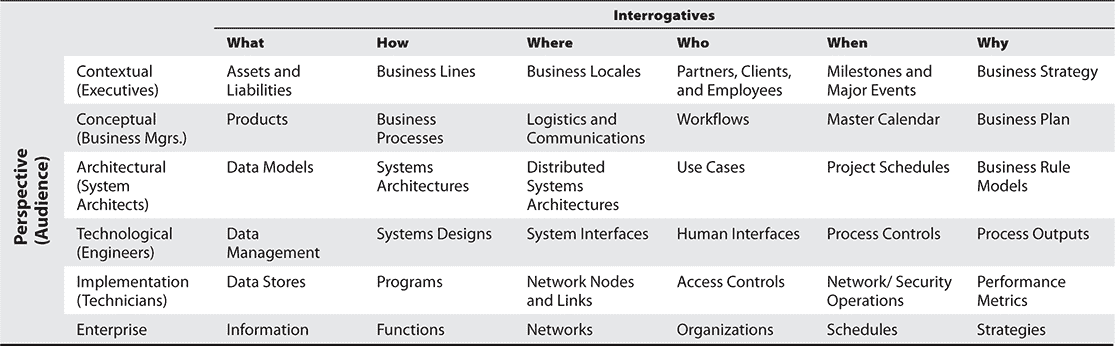 Interrogatives
What How Where Who When Why
Perspective
(Audience)
Contextual Assets and Business Lines Business Locales Partners, Clients, Milestones and Business Strategy
(Executives) Liabilities and Employees Major Events
Conceptual Products Business Logistics and Workflows Master Calendar Business Plan
(Business Mgrs.) Processes Communications
Architectural Data Models Systems Distributed Use Cases Project Schedules Business Rule
(System Architectures Systems Models
Architects) Architectures
Technological Data Systems Designs System Interfaces Human Interfaces Process Controls Process Outputs
(Engineers) Management
Implementation Data Stores Programs Network Nodes Access Controls Network/ Security Performance
(Technicians) and Links Operations Metrics
Enterprise Information Functions Networks Organizations Schedules Strategies